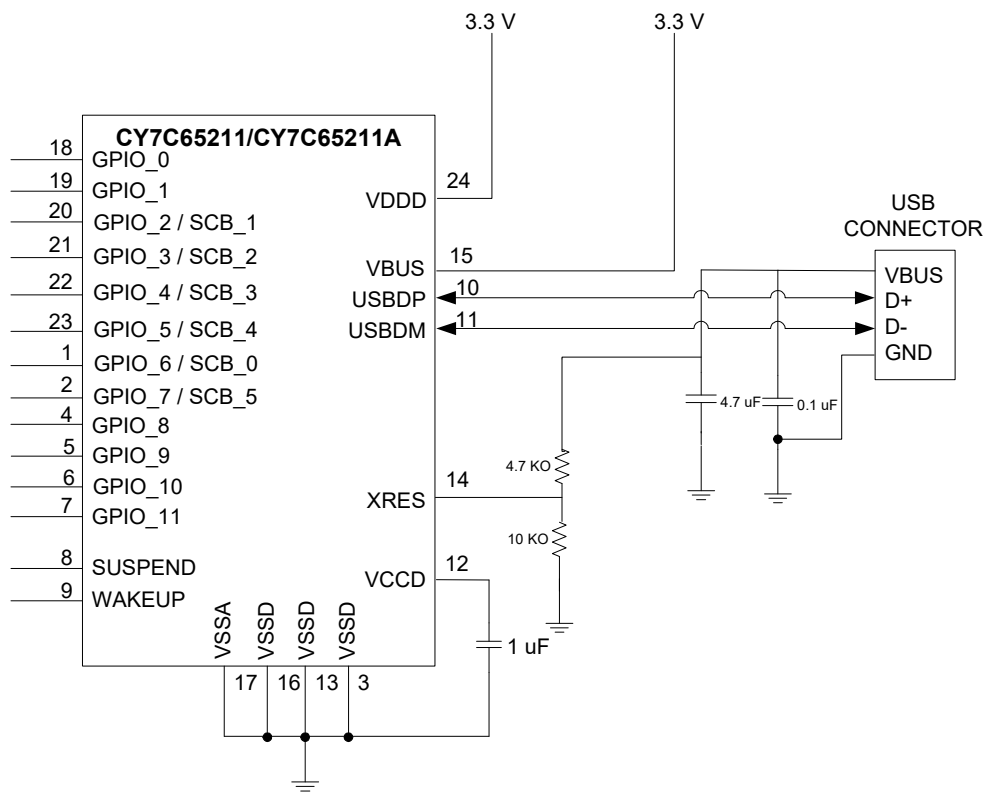 3.3 V
3.3 V
CY7C65211/CY7C65211A
18
GPIO_0
19
GPIO_1
20
GPIO_2 / SCB_1
21
GPIO_3 / SCB_2
22
GPIO_4 / SCB_3
23
GPIO_5 / SCB_4
1
GPIO_6 / SCB_0
2
GPIO_7 / SCB_5
4
GPIO_8
5
GPIO_9
6
GPIO_10
7
GPIO_11
8
SUSPEND
9
WAKEUP
VDDD
24
VBUS
15
USBDP
10
USBDM
11
XRES
14
VCCD
12
VSSA
VSSD
VSSD
VSSD
17
16
13
3
1 uF
4.7 KO
10 KO
4.7 uF
0.1 uF
USB
CONNECTOR
VBUS
D+
D-
GND